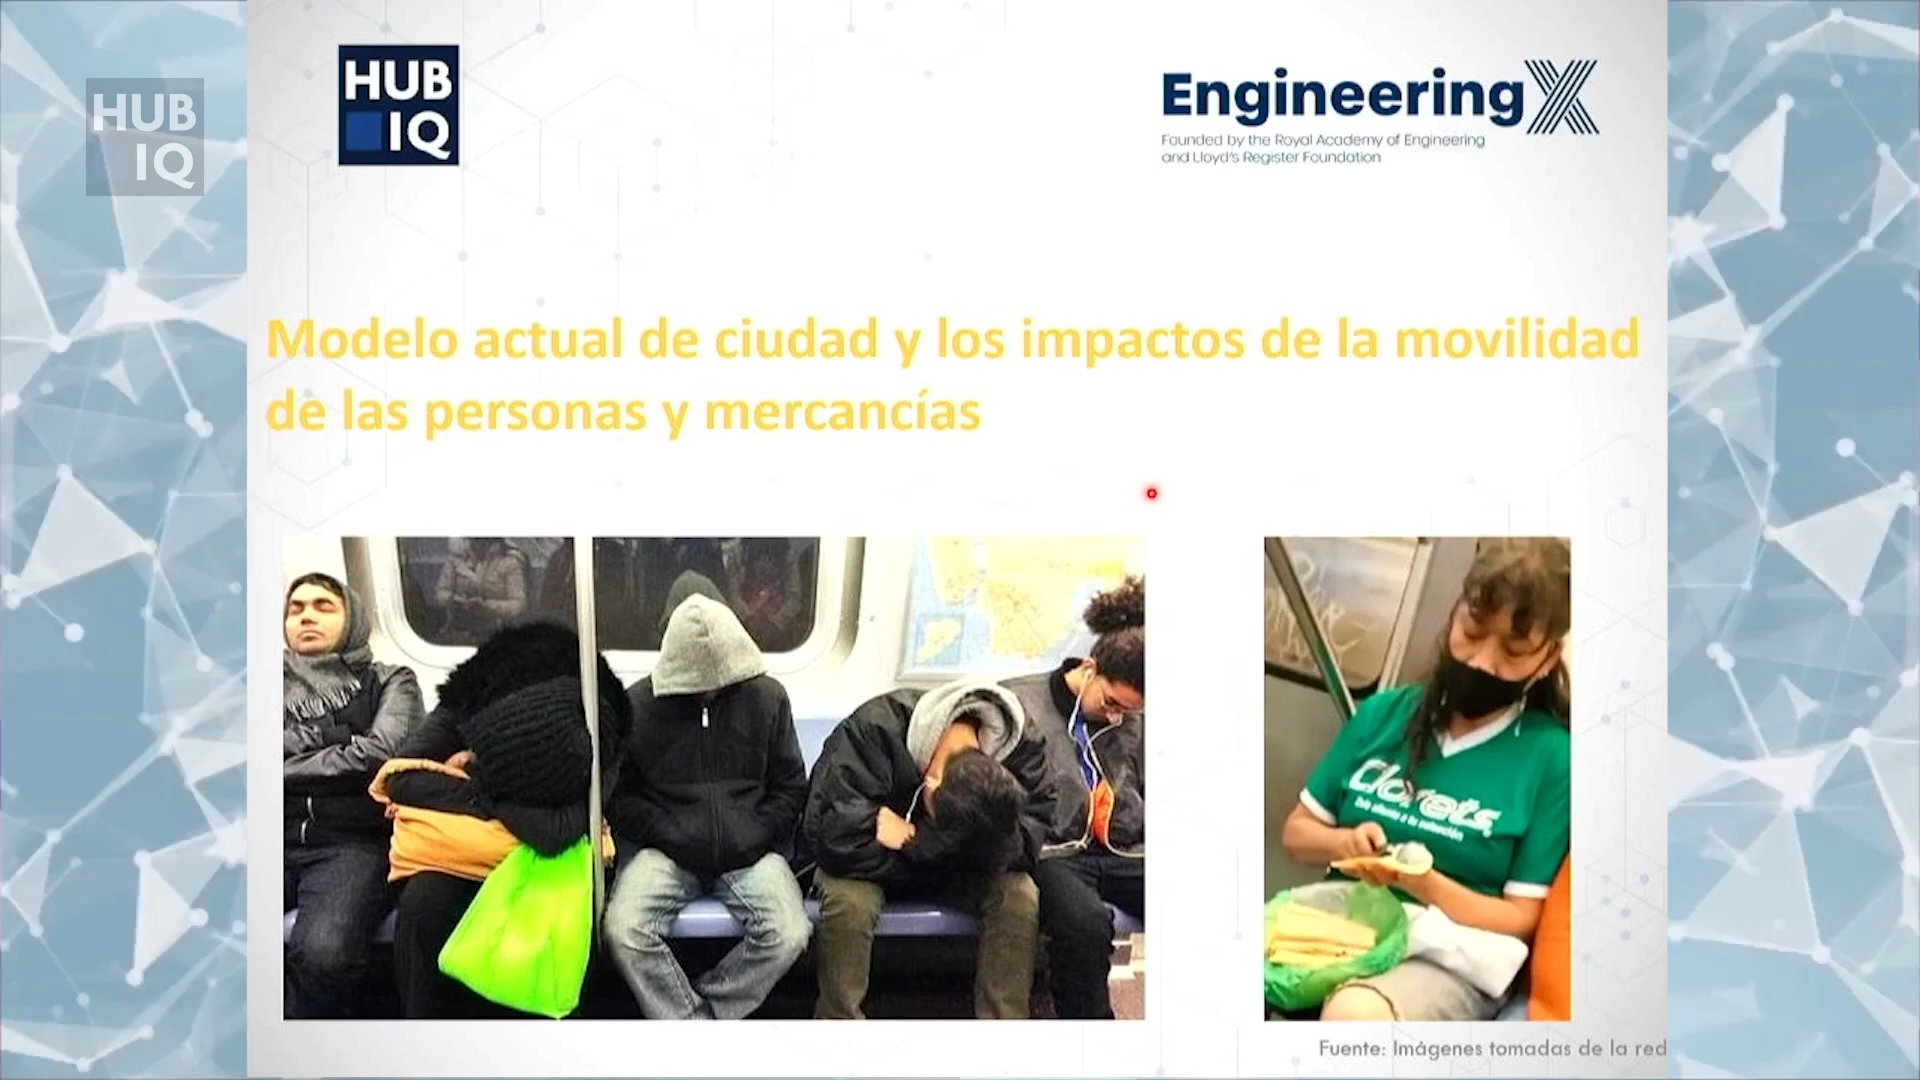 HUB
IQ
HUB
IQ
EngineeringX
Founded by the Royal Academy of Engineering
and Lloyd's Register Foundation
Modelo actual de ciudad y los impactos de la movilidad
de las personas y mercancías
Clorets
Fuente: Imágenes tomadas de la red